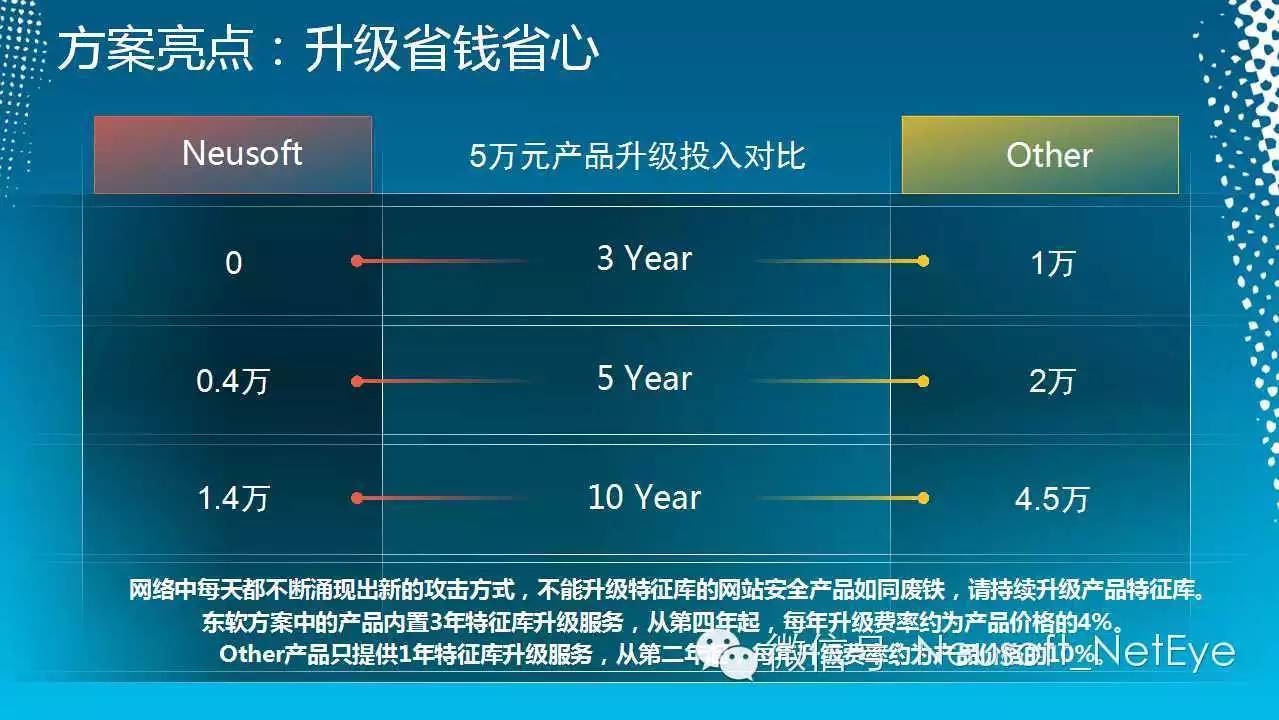 方案亮点：升级省钱省心
Neusoft 5万元产品升级投入对比 Other
0 3 Year 1万
0.4万 5 Year 2万
1.4万 10 Year 4.5万
网络中每天都不断涌现出新的攻击方式，不能升级特征库的网站安全产品如同废铁，请持续升级产品特征库。
东软方案中的产品内置3年特征库升级服务，从第四年起，每年升级费率约为产品价格的4%。
Other产品只提供1年特征库升级服务，从第二年起，每年升级费率约为产品价格的10%。
微信号: Neusoft_NetEye